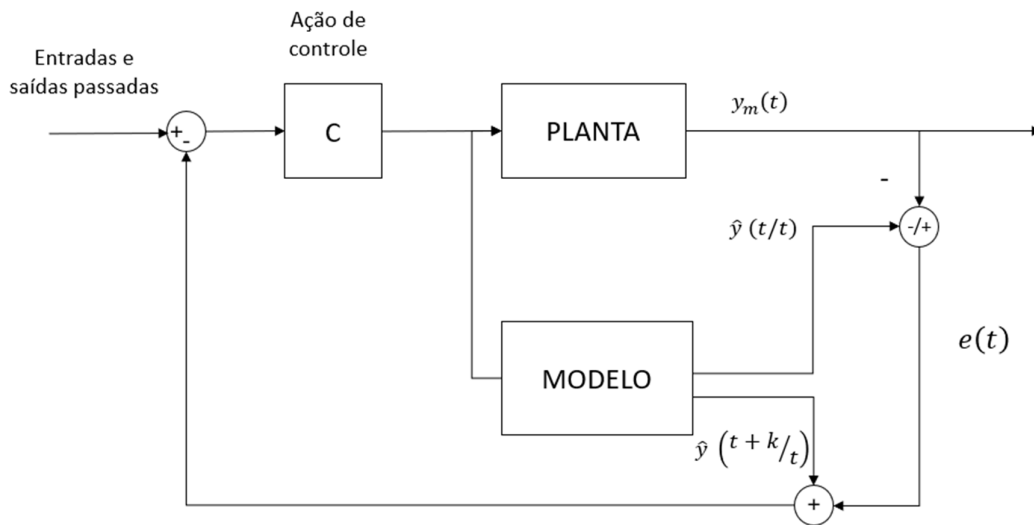 Ação de
controle
Entradas e
saídas passadas
+
-
C
PLANTA
y_m(t)
-
ŷ (t/t)
-/+
e(t)
MODELO
ŷ (t + k/t)
+